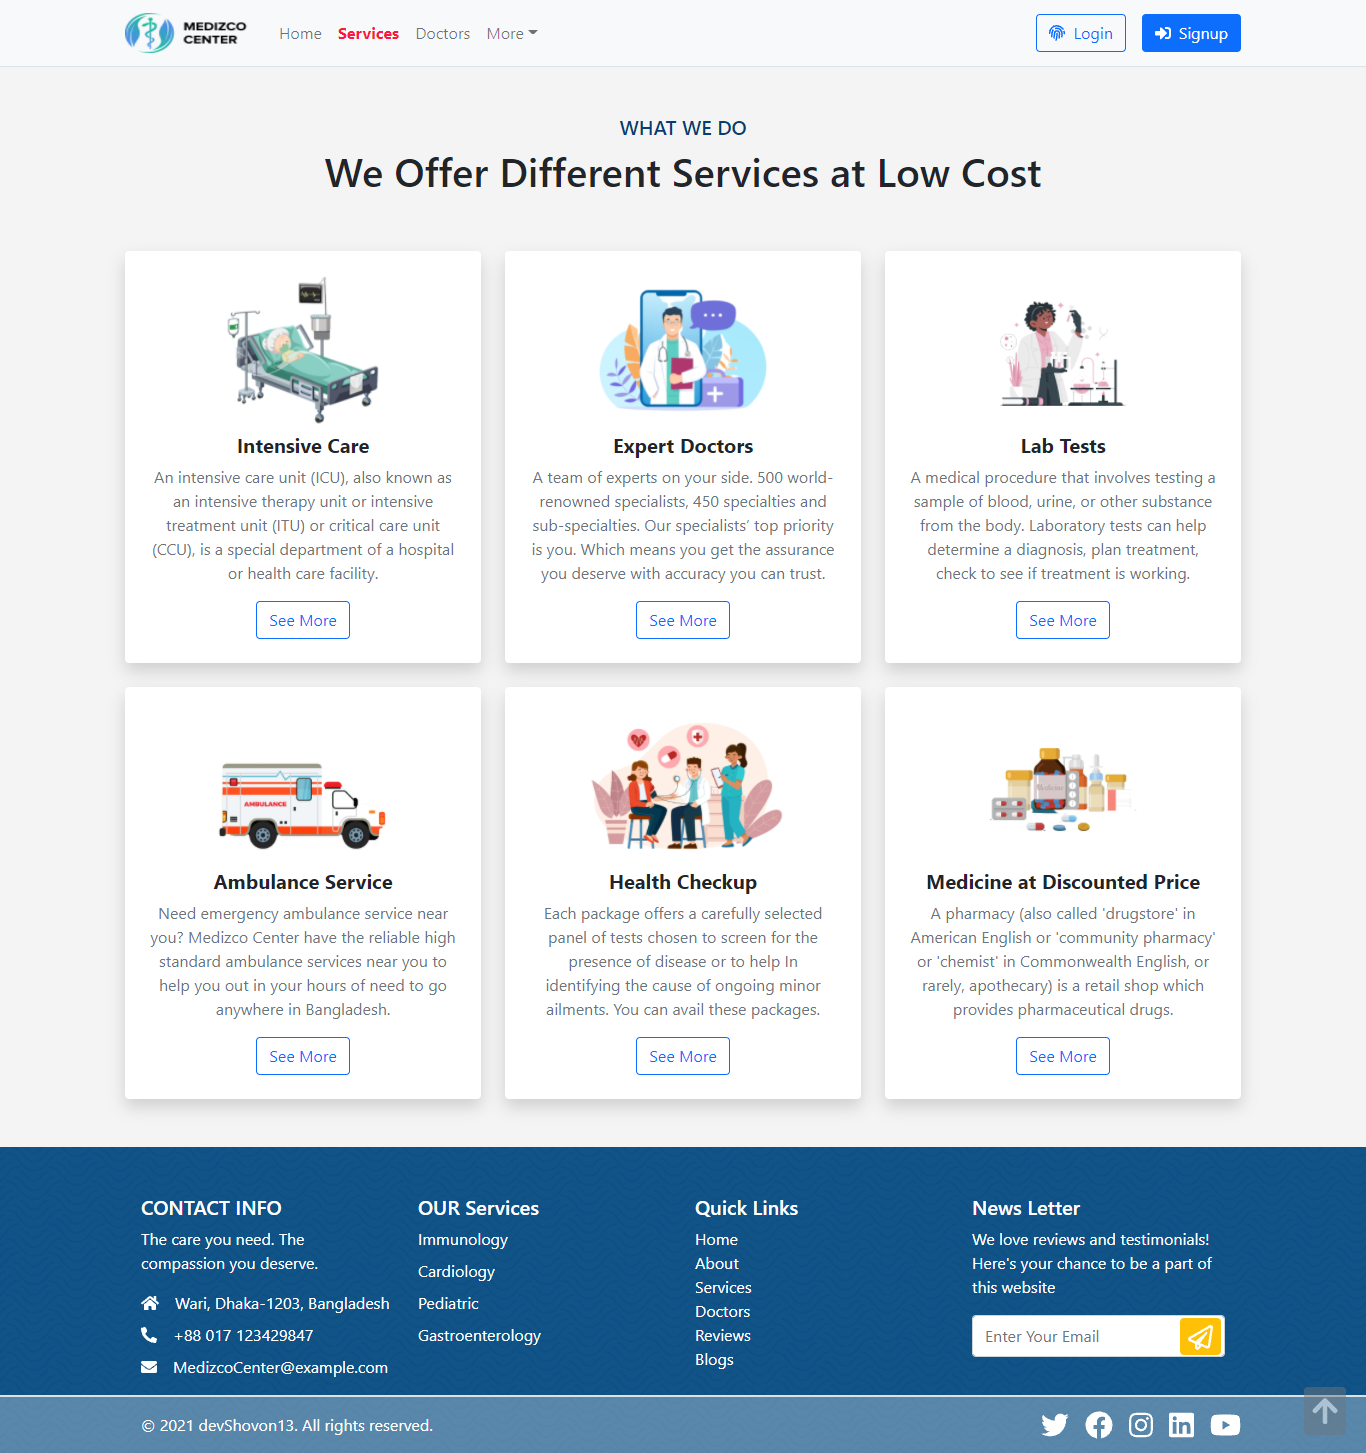 MEDIZCO
CENTER
Home
Services
Doctors
More
Login
Signup
WHAT WE DO
We Offer Different Services at Low Cost
Intensive Care
An intensive care unit (ICU), also known as
an intensive therapy unit or intensive
treatment unit (ITU) or critical care unit
(CCU), is a special department of a hospital
or health care facility.
See More
Expert Doctors
A team of experts on your side. 500 world-
renowned specialists, 450 specialties and
sub-specialties. Our specialists’ top priority
is you. Which means you get the assurance
you deserve with accuracy you can trust.
See More
Lab Tests
A medical procedure that involves testing a
sample of blood, urine, or other substance
from the body. Laboratory tests can help
determine a diagnosis, plan treatment,
check to see if treatment is working.
See More
AMBULANCE
Ambulance Service
Need emergency ambulance service near
you? Medizco Center have the reliable high
standard ambulance services near you to
help you out in your hours of need to go
anywhere in Bangladesh.
See More
Health Checkup
Each package offers a carefully selected
panel of tests chosen to screen for the
presence of disease or to help In
identifying the cause of ongoing minor
ailments. You can avail these packages.
See More
Medicine
Medicine at Discounted Price
A pharmacy (also called 'drugstore' in
American English or 'community pharmacy'
or 'chemist' in Commonwealth English, or
rarely, apothecary) is a retail shop which
provides pharmaceutical drugs.
See More
CONTACT INFO
The care you need. The
compassion you deserve.
Wari, Dhaka-1203, Bangladesh
+88 017 123429847
MedizcoCenter@example.com
OUR Services
Immunology
Cardiology
Pediatric
Gastroenterology
Quick Links
Home
About
Services
Doctors
Reviews
Blogs
News Letter
We love reviews and testimonials!
Here's your chance to be a part of
this website
Enter Your Email
© 2021 devShovon13. All rights reserved.